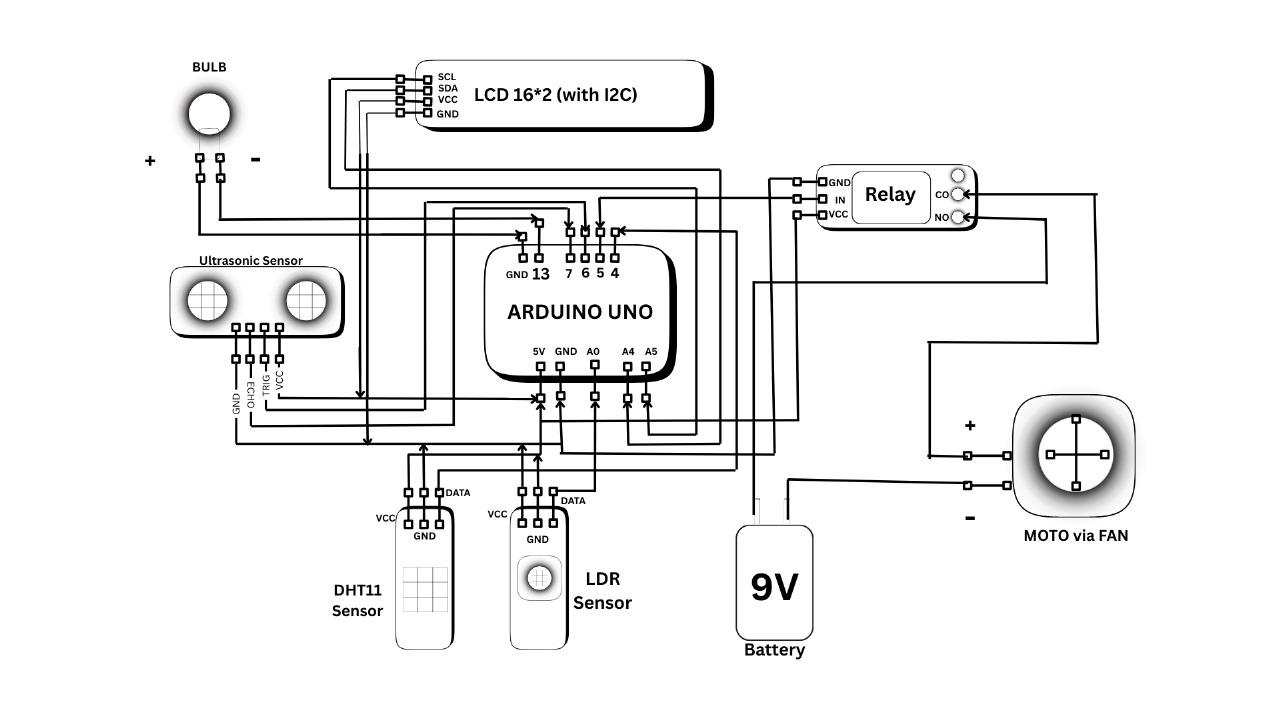 BULB
+
-
SCL
SDA
VCC
GND
LCD 16*2 (with I2C)
GND
IN
VCC
Relay
CO
NO
Ultrasonic Sensor
GND
ECHO
TRIG
VCC
GND 13 7 6 5 4
ARDUINO UNO
5V GND A0 A4 A5
+
-
MOTO via FAN
DATA
VCC
GND
DHT11
Sensor
DATA
VCC
GND
LDR
Sensor
9V
Battery